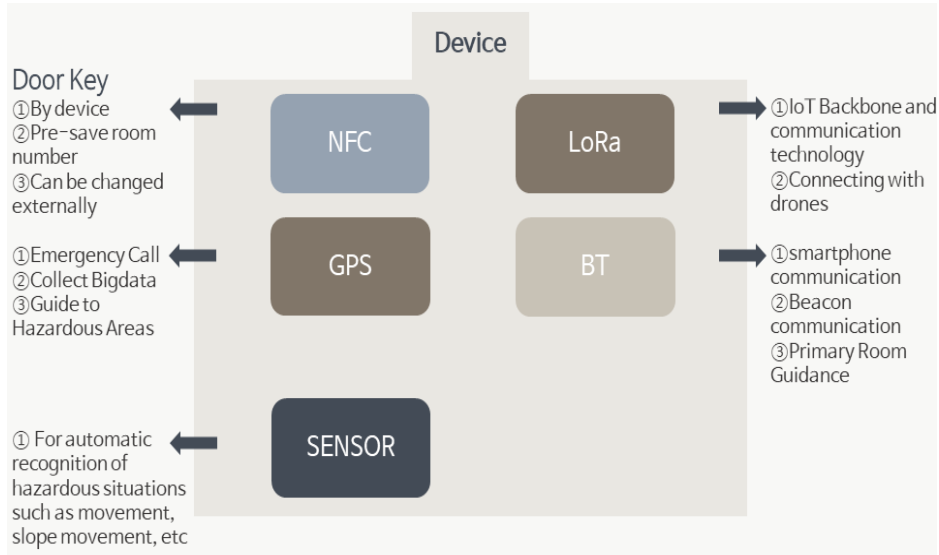 Device
Door Key
①By device
②Pre-save room
number
③Can be changed
externally
NFC
LoRa
①IoT Backbone and
communication
technology
②Connecting with
drones
①Emergency Call
②Collect Bigdata
③Guide to
Hazardous Areas
GPS
BT
①smartphone
communication
②Beacon
communication
③Primary Room
Guidance
① For automatic
recognition of
hazardous situations
such as movement,
slope movement, etc
SENSOR